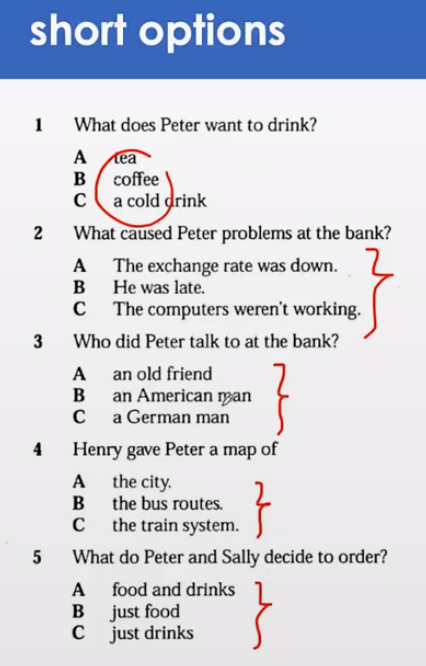 short options
1 What does Peter want to drink?
A tea
B coffee
C a cold drink
2 What caused Peter problems at the bank?
A The exchange rate was down.
B He was late.
C The computers weren't working.
3 Who did Peter talk to at the bank?
A an old friend
B an American man
C a German man
4 Henry gave Peter a map of
A the city.
B the bus routes.
C the train system.
5 What do Peter and Sally decide to order?
A food and drinks
B just food
C just drinks